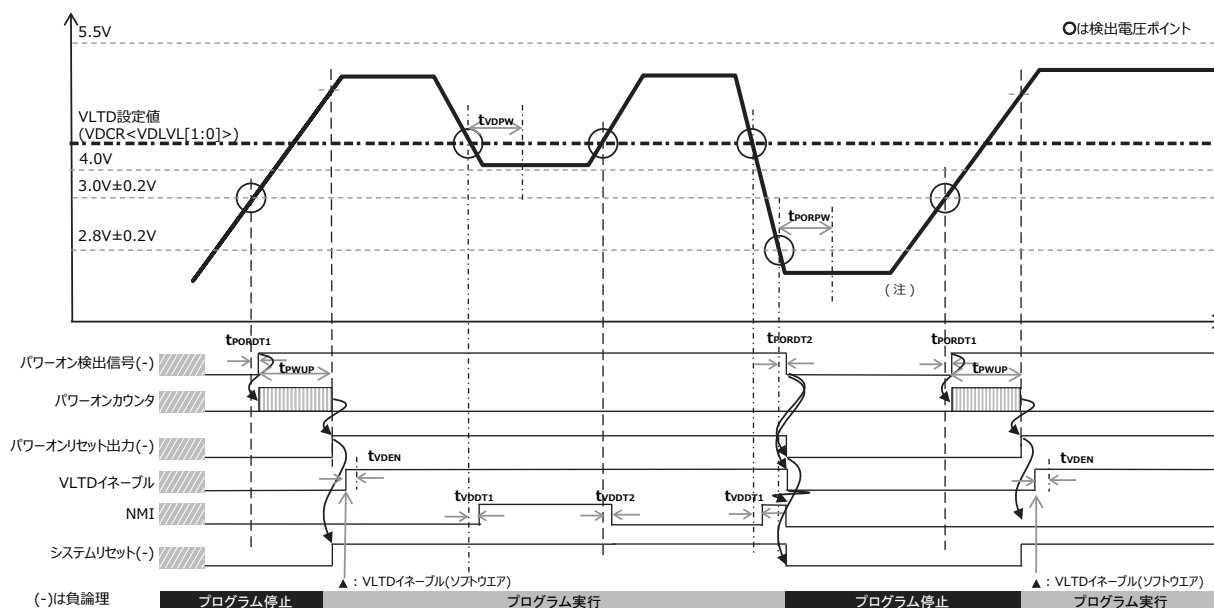 5.5V
○は検出電圧ポイント
VLTD設定値
(VDCR<VDLVL[1:0]>)
tVDPW
4.0V
3.0V±0.2V
tPORPW
2.8V±0.2V
(注)
tPORDT1
tPORDT2
tPORDT1
パワーオン検出信号(-)
tPWUP
tPWUP
パワーオンカウンタ
パワーオンリセット出力(-)
tVDEN
tVDEN
VLTDイネーブル
tVDDT1
tVDDT2
tVDDT1
NMI
システムリセット(-)
▲：VLTDイネーブル(ソフトウエア)
▲：VLTDイネーブル(ソフトウエア)
(-)は負論理
プログラム停止
プログラム実行
プログラム停止
プログラム実行